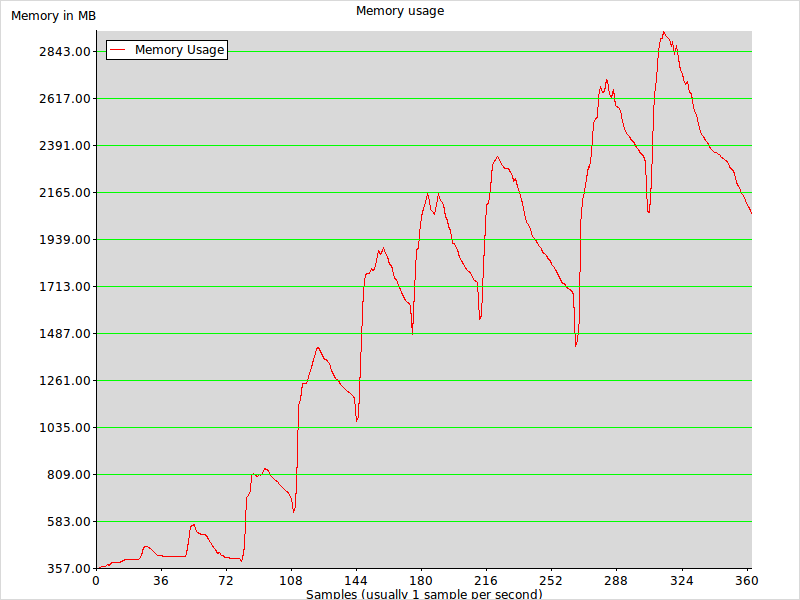 Memory usage
Memory in MB
Memory Usage
2843.00
2617.00
2391.00
2165.00
1939.00
1713.00
1487.00
1261.00
1035.00
809.00
583.00
357.00
0 36 72 108 144 180 216 252 288 324 360
Samples (usually 1 sample per second)